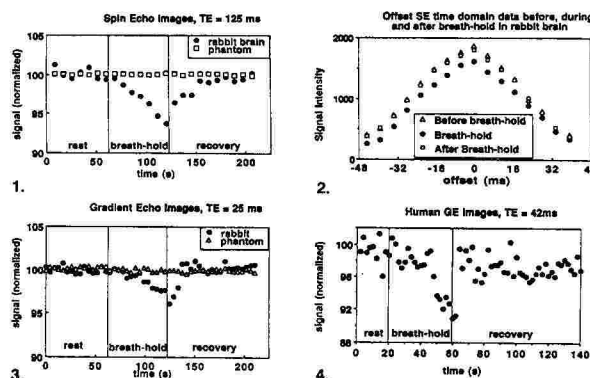 Spin Echo Images, TE = 125 ms
105
100
95
90
signal (normalized)
rabbit brain
phantom
rest
breath-hold
recovery
0 50 100 150 200
time (s)
1.
Offset SE time domain data before, during
and after breath-hold in rabbit brain
2000
1500
1000
0
Signal Intensity
Before breath-hold
Breath-hold
After Breath-hold
-48 -32 -16 0 16 32
offset (ms)
2.
Gradient Echo Images, TE = 25 ms
105
100
95
90
signal (normalized)
rabbit
phantom
rest
breath-hold
recovery
0 50 100 150 200
time (s)
3.
Human GE Images, TE = 42ms
100
96
92
88
signal (normalized)
rest
breath-hold
recovery
0 20 40 60 80 100 120 140
time (s)
4.